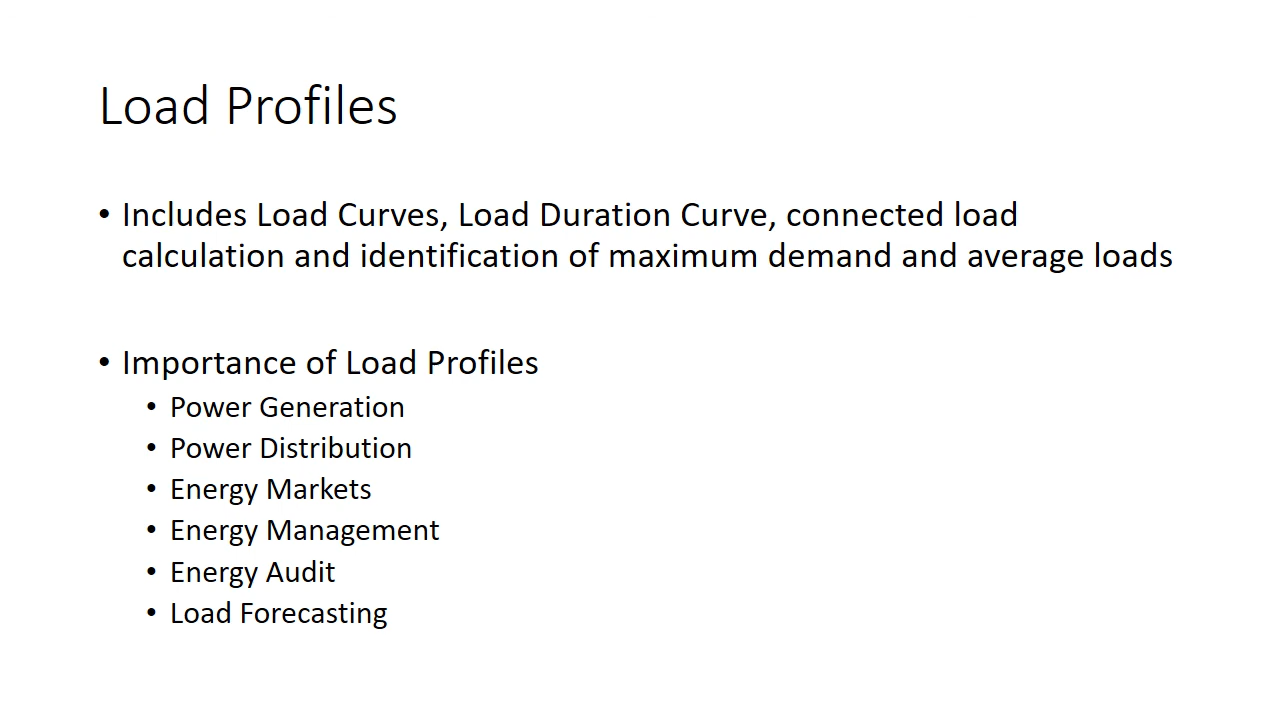 Load Profiles
• Includes Load Curves, Load Duration Curve, connected load
calculation and identification of maximum demand and average loads
• Importance of Load Profiles
• Power Generation
• Power Distribution
• Energy Markets
• Energy Management
• Energy Audit
• Load Forecasting